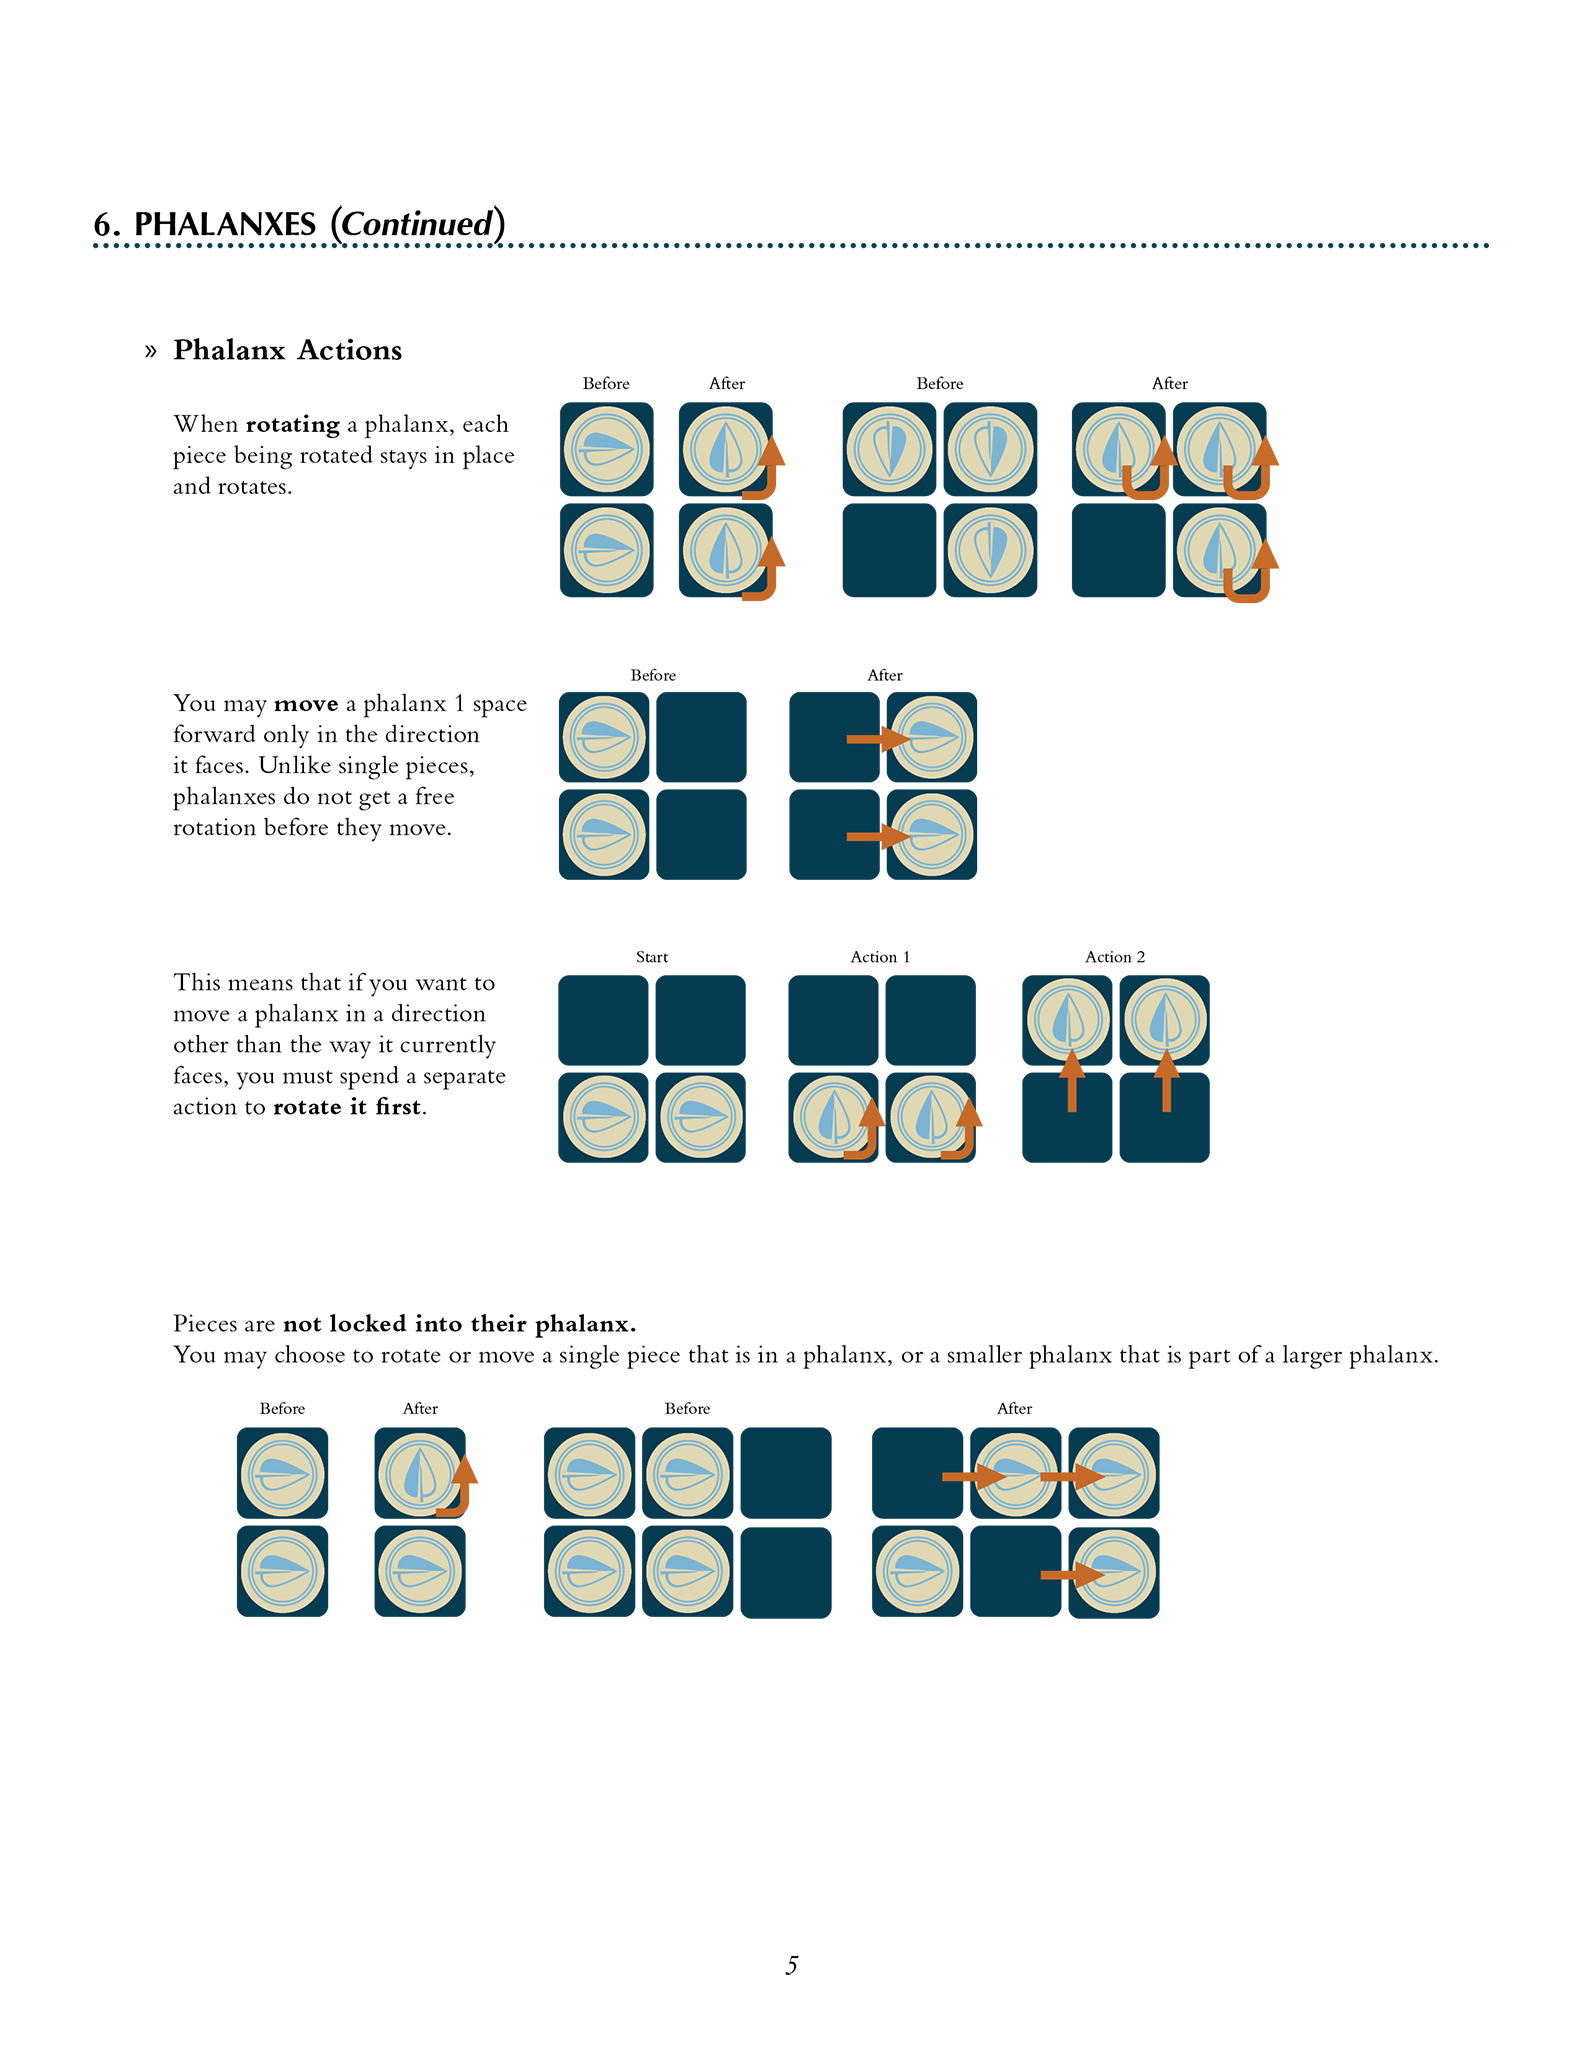 6. PHALANXES (Continued)
» Phalanx Actions
Before After Before After
When rotating a phalanx, each
piece being rotated stays in place
and rotates.
Before After
You may move a phalanx 1 space
forward only in the direction
it faces. Unlike single pieces,
phalanxes do not get a free
rotation before they move.
Start Action 1 Action 2
This means that if you want to
move a phalanx in a direction
other than the way it currently
faces, you must spend a separate
action to rotate it first.
Pieces are not locked into their phalanx.
You may choose to rotate or move a single piece that is in a phalanx, or a smaller phalanx that is part of a larger phalanx.
Before After Before After
5